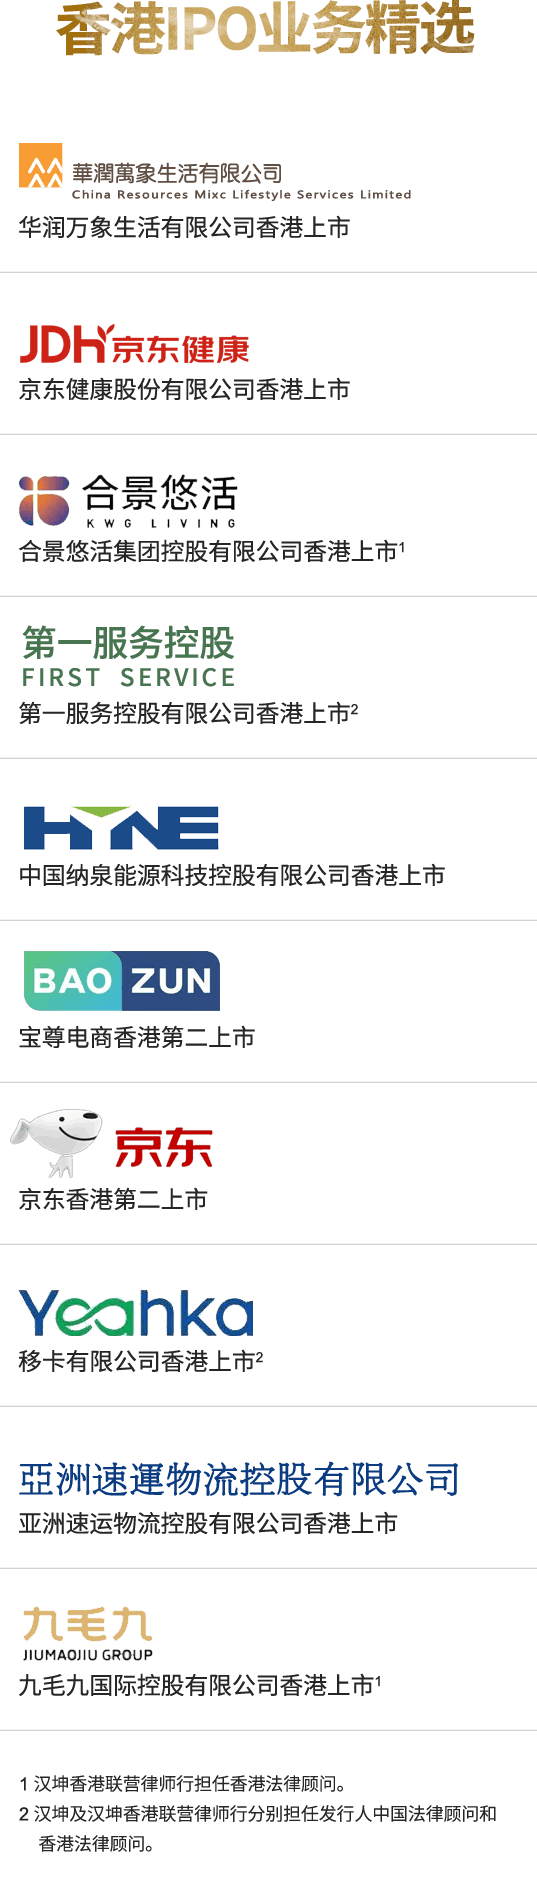 香港IPO业务精选
華潤萬象生活有限公司
China Resources Mixc Lifestyle Services Limited
华润万象生活有限公司香港上市
JDH京东健康
京东健康股份有限公司香港上市
合景悠活
KWG LIVING
合景悠活集团控股有限公司香港上市¹
第一服务控股
FIRST SERVICE
第一服务控股有限公司香港上市²
HYNE
中国纳泉能源科技控股有限公司香港上市
BAO ZUN
宝尊电商香港第二上市
京东
京东香港第二上市
Yeahka
移卡有限公司香港上市²
亞洲速運物流控股有限公司
亚洲速运物流控股有限公司香港上市
九毛九
JIUMAOJIU GROUP
九毛九国际控股有限公司香港上市¹
1 汉坤香港联营律师行担任香港法律顾问。
2 汉坤及汉坤香港联营律师行分别担任发行人中国法律顾问和
香港法律顾问。